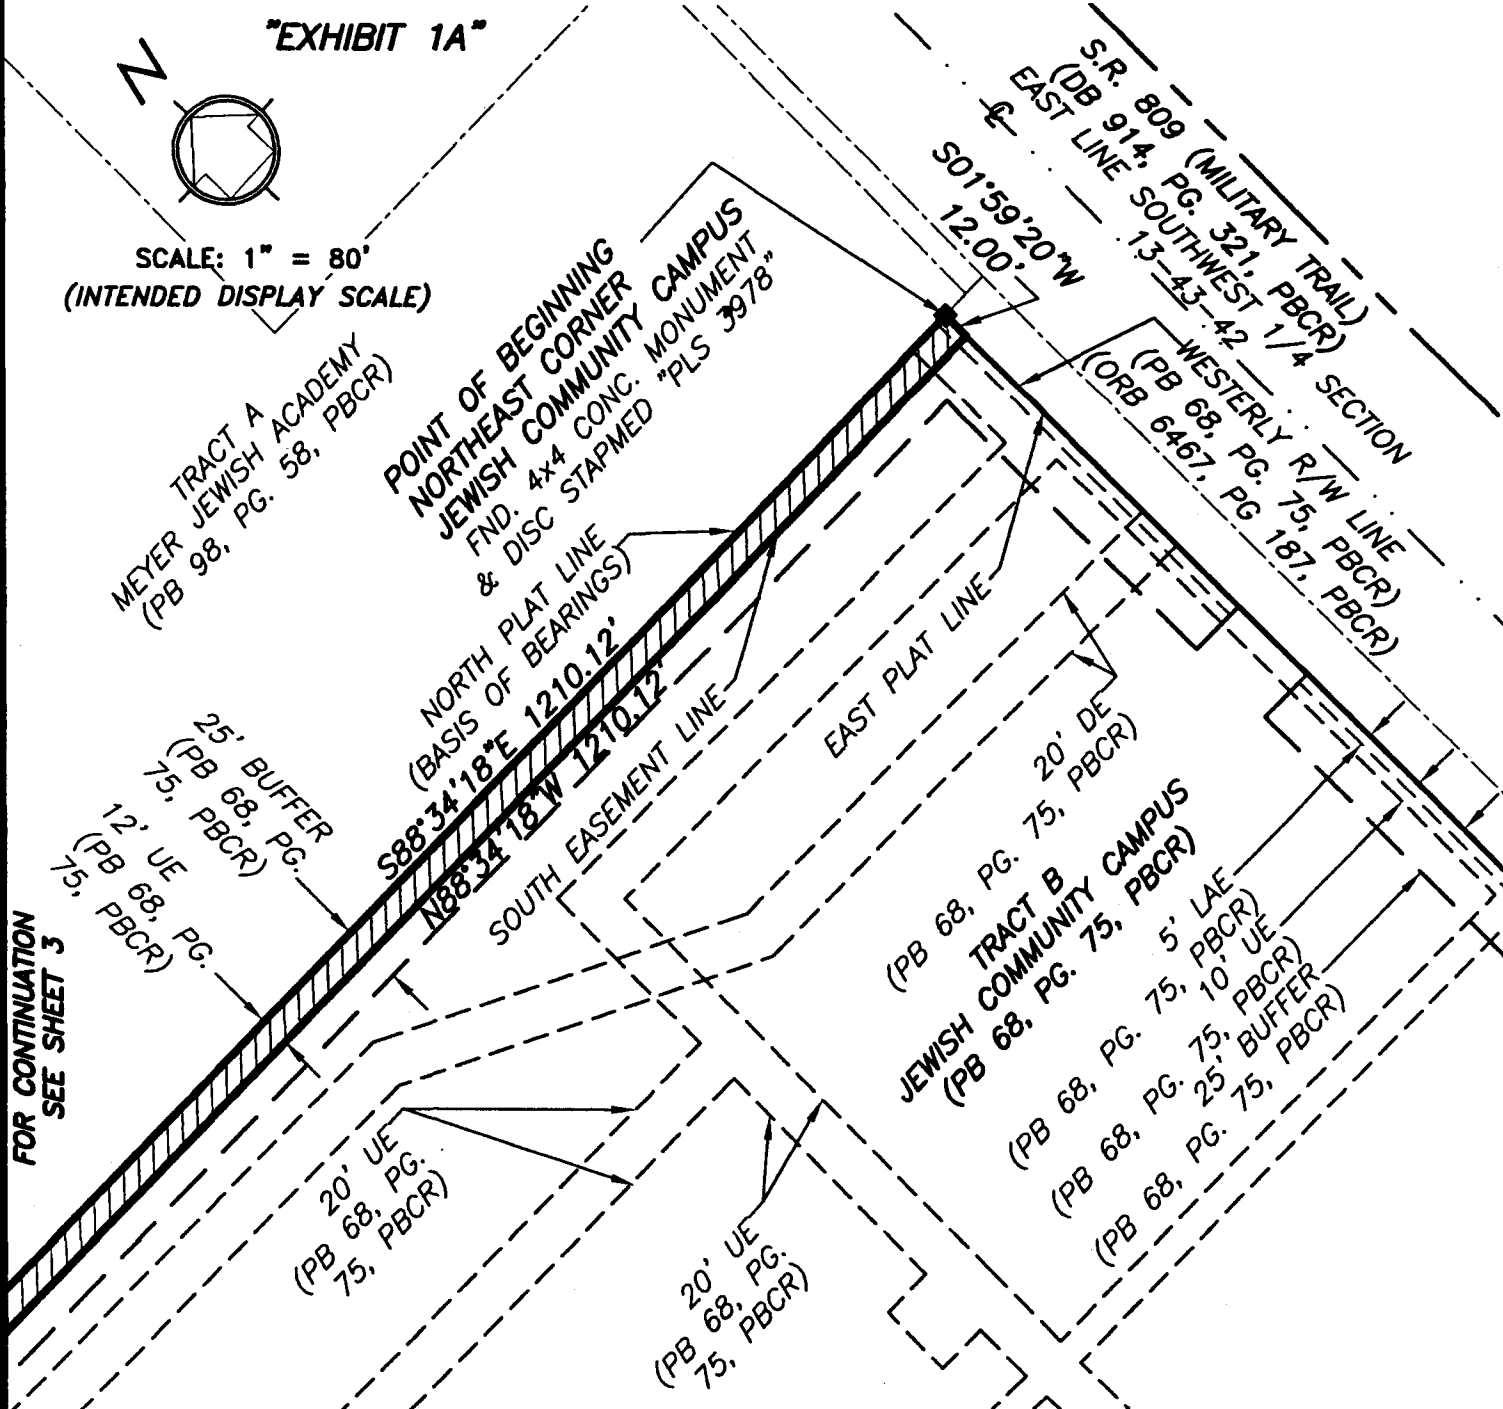 "EXHIBIT 1A"
N
SCALE: 1" = 80'
(INTENDED DISPLAY SCALE)
S.R. 809 (MILITARY TRAIL)
(DB 914, PG. 321, PBCR)
EAST LINE SOUTHWEST 1/4 SECTION
13-43-42
S01°59'20"W
12.00'
WESTERLY R/W LINE
(PB 68, PG. 75, PBCR)
(ORB 6467, PG 187, PBCR)
POINT OF BEGINNING
NORTHEAST CORNER
JEWISH COMMUNITY CAMPUS
FND. 4x4 CONC. MONUMENT
& DISC STAPMED "PLS 3978"
TRACT A
MEYER JEWISH ACADEMY
(PB 98, PG. 58, PBCR)
NORTH PLAT LINE
(BASIS OF BEARINGS)
S88°34'18"E 1210.12'
N88°34'18"W 1210.12'
SOUTH EASEMENT LINE
EAST PLAT LINE
25' BUFFER
(PB 68, PG.
75, PBCR)
12' UE
(PB 68, PG.
75, PBCR)
FOR CONTINUATION
SEE SHEET 3
20' DE
(PB 68, PG. 75, PBCR)
TRACT B
JEWISH COMMUNITY CAMPUS
(PB 68, PG. 75, PBCR)
5' LAE
(PB 68, PG. 75, PBCR)
10' UE
(PB 68, PG. 75, PBCR)
25' BUFFER
(PB 68, PG. 75, PBCR)
20' UE
(PB 68, PG.
75, PBCR)
20' UE
(PB 68, PG.
75, PBCR)